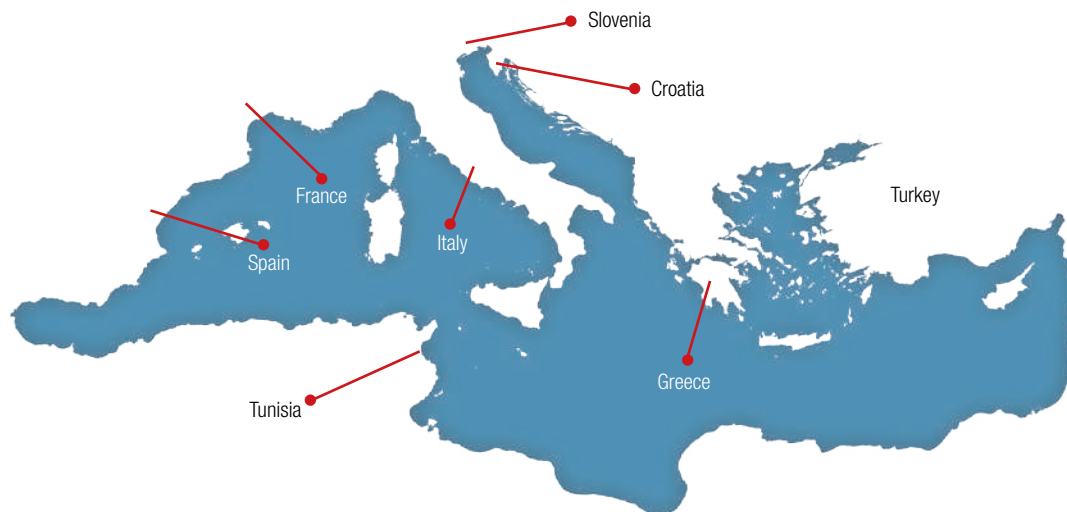 Slovenia
Croatia
France
Turkey
Italy
Spain
Greece
Tunisia